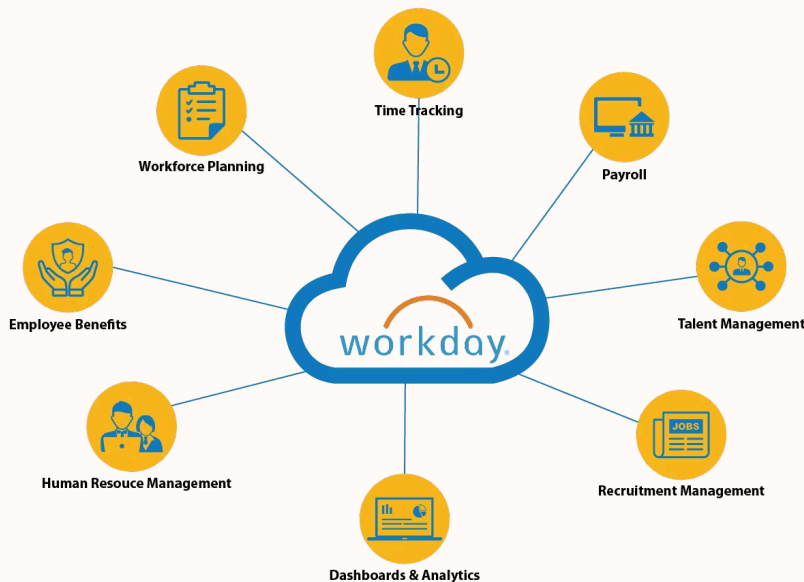 Time Tracking
Workforce Planning
Payroll
Employee Benefits
workday®
Talent Management
JOBS
Human Resouce Management
Recruitment Management
Dashboards & Analytics